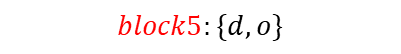 block5: {d, o}